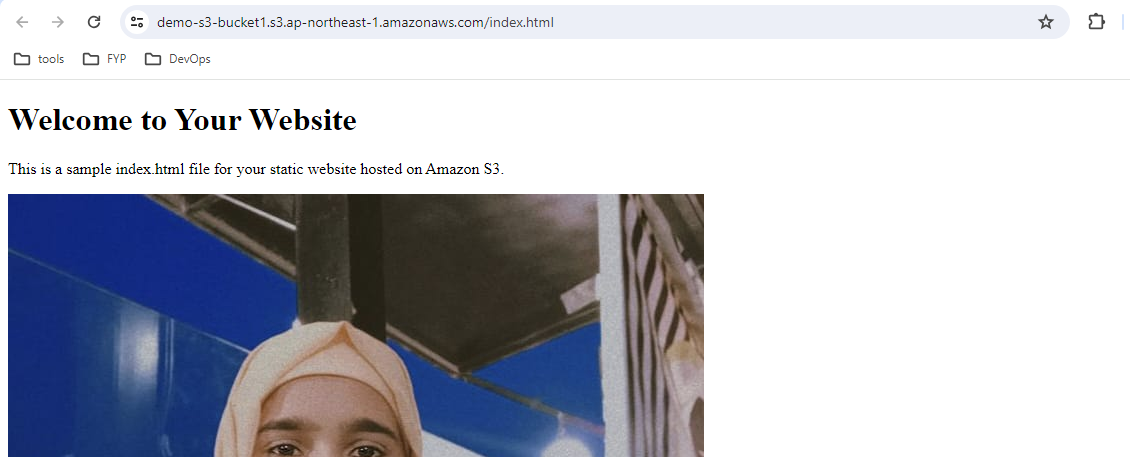 demo-s3-bucket1.s3.ap-northeast-1.amazonaws.com/index.html
tools FYP DevOps
Welcome to Your Website
This is a sample index.html file for your static website hosted on Amazon S3.